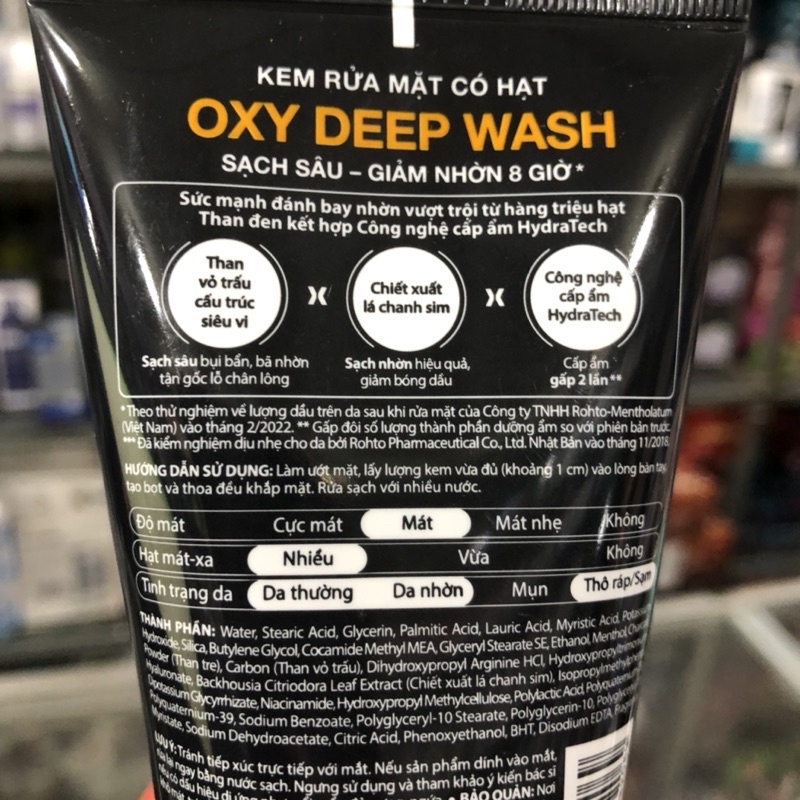 KEM RỬA MẶT CÓ HẠT
OXY DEEP WASH
SẠCH SÂU – GIẢM NHỜN 8 GIỜ*
Sức mạnh đánh bay nhờn vượt trội từ hàng triệu hạt
Than đen kết hợp Công nghệ cấp ẩm HydraTech
Than
vỏ trấu
cấu trúc
siêu vi
Chiết xuất
lá chanh sim
Công nghệ
cấp ẩm
HydraTech
Sạch sâu bụi bẩn, bã nhờn
tận gốc lỗ chân lông
Sạch nhờn hiệu quả,
giảm bóng dầu
Cấp ẩm
gấp 2 lần**
*Theo thử nghiệm về lượng dầu trên da sau khi rửa mặt của Công ty TNHH Rohto-Mentholatum
(Việt Nam) vào tháng 2/2022. ** Gấp đôi số lượng thành phần dưỡng ẩm so với phiên bản trước.
*** Đã kiểm nghiệm dịu nhẹ cho da bởi Rohto Pharmaceutical Co., Ltd. Nhật Bản vào tháng 11/2018.
HƯỚNG DẪN SỬ DỤNG: Làm ướt mặt, lấy lượng kem vừa đủ (khoảng 1 cm) vào lòng bàn tay,
tạo bọt và thoa đều khắp mặt. Rửa sạch với nhiều nước.
Độ mát Cực mát Mát Mát nhẹ Không
Hạt mát-xa Nhiều Vừa Không
Tình trạng da Da thường Da nhờn Mụn Thô ráp/Sạm
THÀNH PHẦN: Water, Stearic Acid, Glycerin, Palmitic Acid, Lauric Acid, Myristic Acid,
Hydroxide, Silica, Butylene Glycol, Cocamide Methyl MEA, Glyceryl Stearate SE, Ethanol, Menthol,
Powder (Than tre), Carbon (Than vỏ trấu), Dihydroxypropyl Arginine HCl,
Backhousia Citriodora Leaf Extract (Chiết xuất lá chanh sim),
Dipotassium Glycyrrhizate, Niacinamide, Hydroxypropyl Methylcellulose, Polylactic Acid,
Polyquaternium-39, Sodium Benzoate, Polyglyceryl-10 Stearate, Polyglycerin-10,
Myristate, Sodium Dehydroacetate, Citric Acid, Phenoxyethanol, BHT, Disodium EDTA,
LƯU Ý: Tránh tiếp xúc trực tiếp với mắt. Nếu sản phẩm dính vào mắt,
rửa lại ngay bằng nước sạch. Ngưng sử dụng và tham khảo ý kiến bác sĩ
nếu có dấu hiệu dị ứng • BẢO QUẢN: Nơi